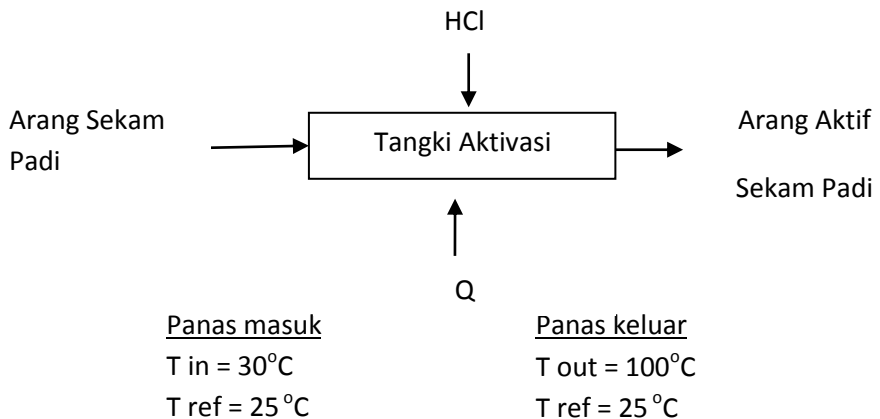 HCl
Arang Sekam
Padi
Tangki Aktivasi
Arang Aktif
Sekam Padi
Q
Panas masuk
T in = 30°C
T ref = 25 °C
Panas keluar
T out = 100°C
T ref = 25 °C